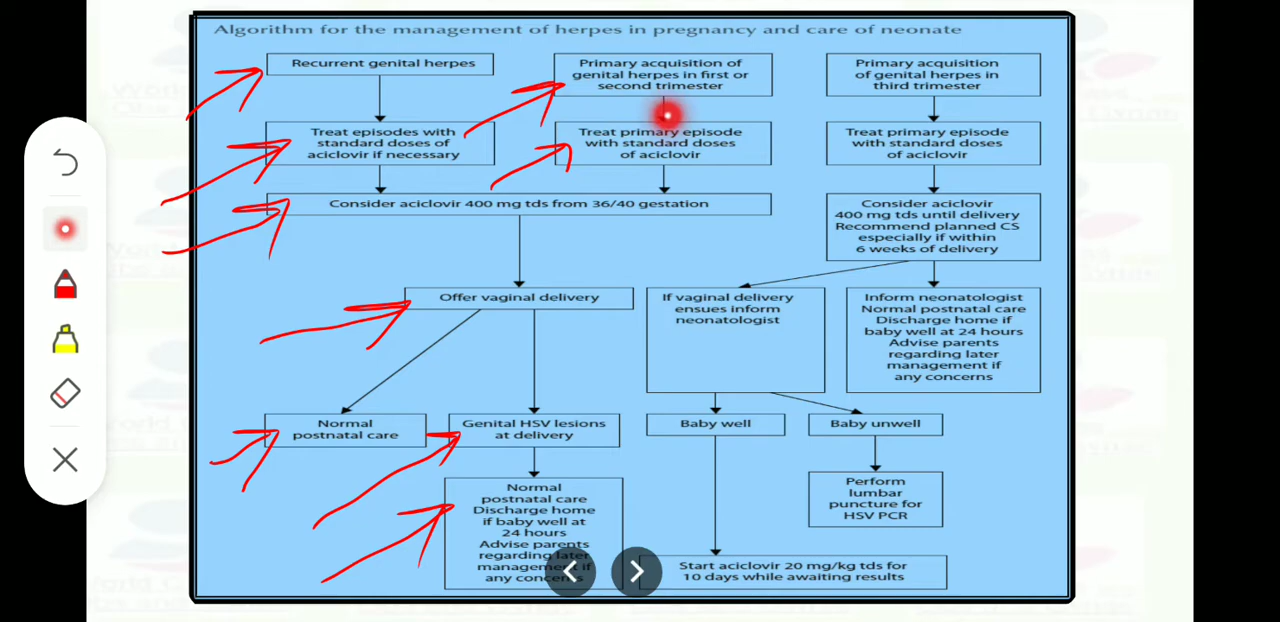 Algorithm for the management of herpes in pregnancy and care of neonate
Recurrent genital herpes
Primary acquisition of
genital herpes in first or
second trimester
Primary acquisition
of genital herpes in
third trimester
Treat episodes with
standard doses of
aciclovir if necessary
Treat primary episode
with standard doses
of aciclovir
Treat primary episode
with standard doses
of aciclovir
Consider aciclovir 400 mg tds from 36/40 gestation
Consider aciclovir
400 mg tds until delivery
Recommend planned CS
especially if within
6 weeks of delivery
Offer vaginal delivery
If vaginal delivery
ensues inform
neonatologist
Inform neonatologist
Normal postnatal care
Discharge home if
baby well at 24 hours
Advise parents
regarding later
management if
any concerns
Normal
postnatal care
Genital HSV lesions
at delivery
Baby well
Baby unwell
Normal
postnatal care
Discharge home
if baby well at
24 hours
Advise parents
regarding later
management if
any concerns
Perform
lumbar
puncture for
HSV PCR
Start aciclovir 20 mg/kg tds for
10 days while awaiting results